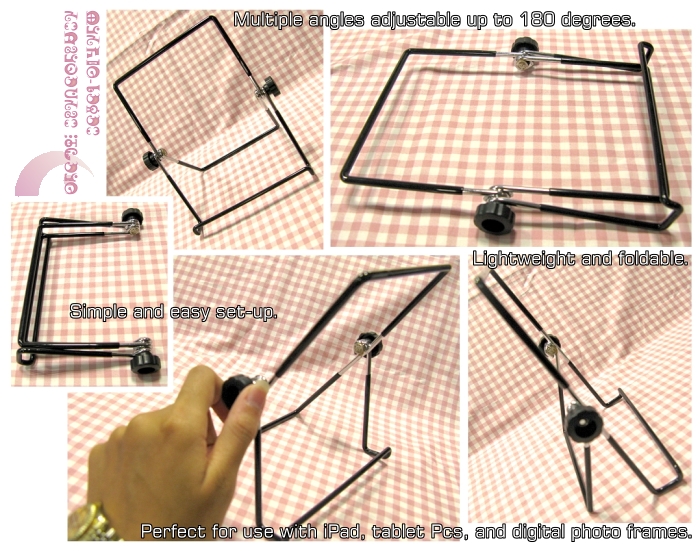 Multiple angles adjustable up to 180 degrees.
Lightweight and foldable.
Simple and easy set-up.
Perfect for use with iPad, tablet Pcs, and digital photo frames.